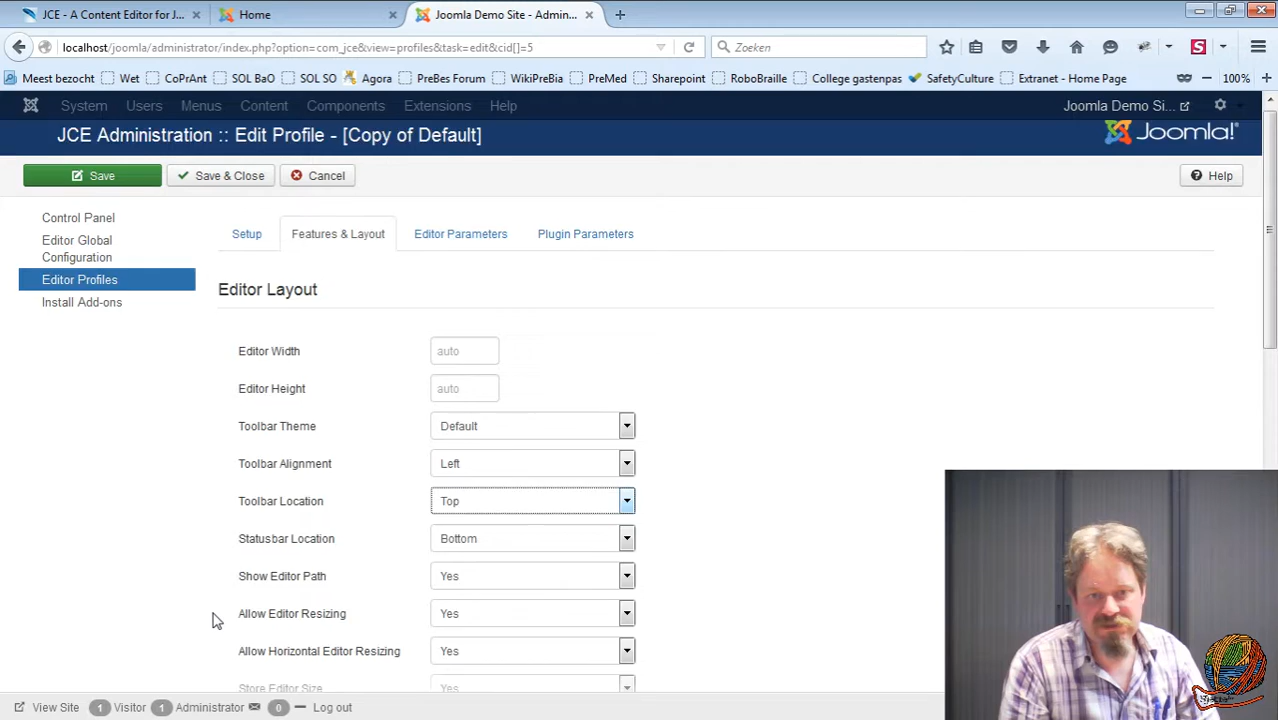 JCE - A Content Editor for J...
Home
Joomla Demo Site - Admin...
localhost/joomla/administrator/index.php?option=com_jce&view=profiles&task=edit&cid[]=5
Zoeken
Meest bezocht Wet CoPrAnt SOL BaO SOL SO Agora PreBes Forum WikiPreBia PreMed Sharepoint RoboBraille College gastenpas SafetyCulture Extranet - Home Page 100%
System Users Menus Content Components Extensions Help Joomla Demo Si...
JCE Administration :: Edit Profile - [Copy of Default] Joomla!
Save Save & Close Cancel Help
Control Panel
Editor Global
Configuration
Editor Profiles
Install Add-ons
Setup Features & Layout Editor Parameters Plugin Parameters
Editor Layout
Editor Width auto
Editor Height auto
Toolbar Theme Default
Toolbar Alignment Left
Toolbar Location Top
Statusbar Location Bottom
Show Editor Path Yes
Allow Editor Resizing Yes
Allow Horizontal Editor Resizing Yes
Store Editor Size Yes
View Site 1 Visitor 1 Administrator 0 Log out